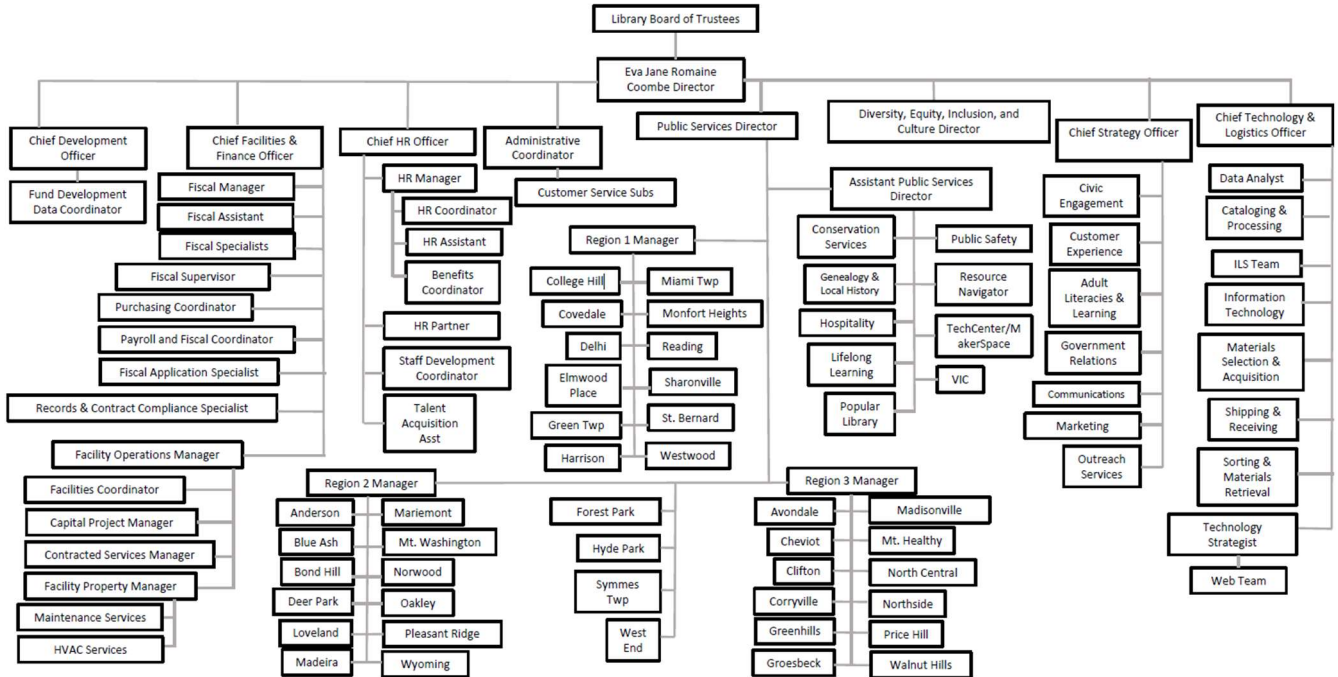 Library Board of Trustees
Eva Jane Romaine
Coombe Director
Chief Development
Officer
Fund Development
Data Coordinator
Chief Facilities &
Finance Officer
Fiscal Manager
Fiscal Assistant
Fiscal Specialists
Fiscal Supervisor
Purchasing Coordinator
Payroll and Fiscal Coordinator
Fiscal Application Specialist
Records & Contract Compliance Specialist
Facility Operations Manager
Facilities Coordinator
Capital Project Manager
Contracted Services Manager
Facility Property Manager
Maintenance Services
HVAC Services
Chief HR Officer
HR Manager
HR Coordinator
HR Assistant
Benefits
Coordinator
HR Partner
Staff Development
Coordinator
Talent
Acquisition
Asst
Administrative
Coordinator
Customer Service Subs
Public Services Director
Region 1 Manager
College Hill
Miami Twp
Covedale
Monfort Heights
Delhi
Reading
Elmwood
Place
Sharonville
Green Twp
St. Bernard
Harrison
Westwood
Region 2 Manager
Anderson
Mariemont
Blue Ash
Mt. Washington
Bond Hill
Norwood
Deer Park
Oakley
Loveland
Pleasant Ridge
Madeira
Wyoming
Forest Park
Hyde Park
Symmes
Twp
West
End
Region 3 Manager
Avondale
Madisonville
Cheviot
Mt. Healthy
Clifton
North Central
Corryville
Northside
Greenhills
Price Hill
Groesbeck
Walnut Hills
Assistant Public Services
Director
Conservation
Services
Public Safety
Genealogy &
Local History
Resource
Navigator
Hospitality
TechCenter/M
akerSpace
Lifelong
Learning
VIC
Popular
Library
Diversity, Equity, Inclusion, and
Culture Director
Chief Strategy Officer
Civic
Engagement
Customer
Experience
Adult
Literacies &
Learning
Government
Relations
Communications
Marketing
Outreach
Services
Chief Technology &
Logistics Officer
Data Analyst
Cataloging &
Processing
ILS Team
Information
Technology
Materials
Selection &
Acquisition
Shipping &
Receiving
Sorting &
Materials
Retrieval
Technology
Strategist
Web Team